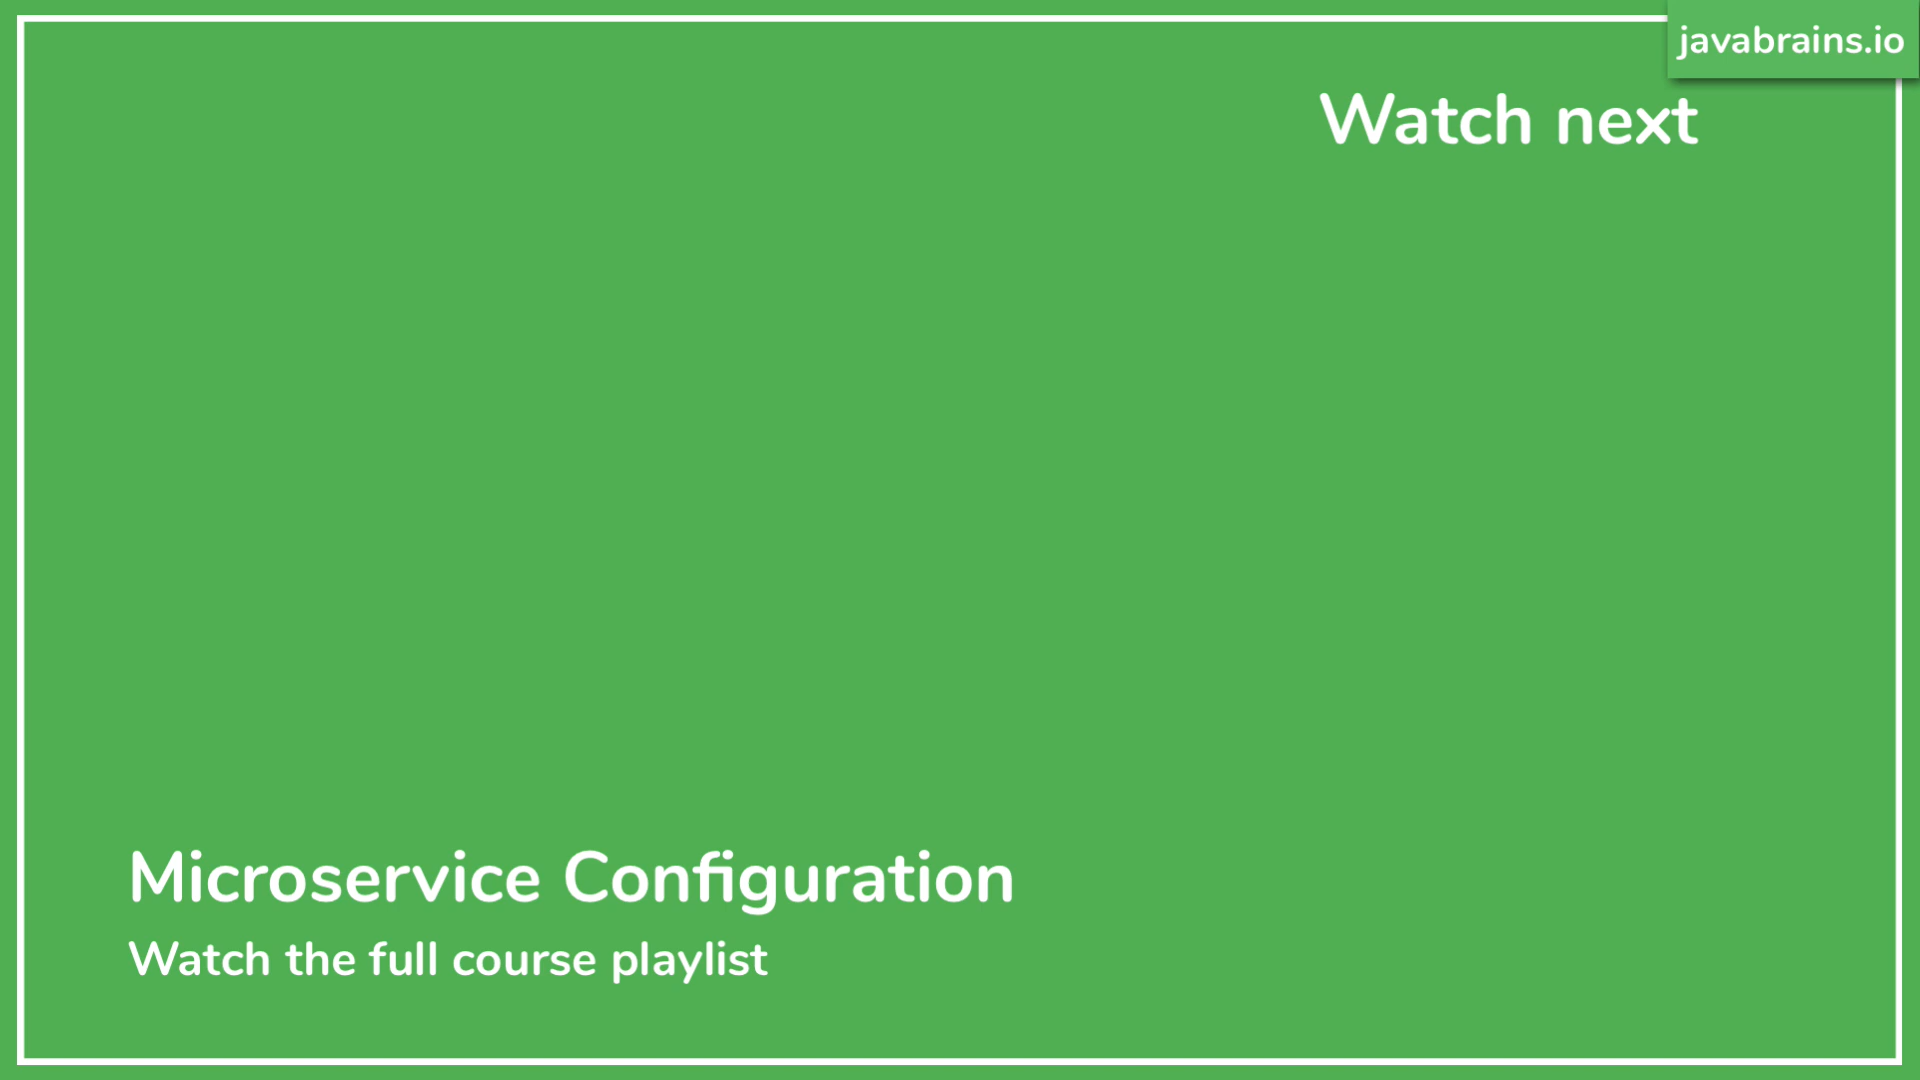 javabrains.io
Watch next
Microservice Configuration
Watch the full course playlist